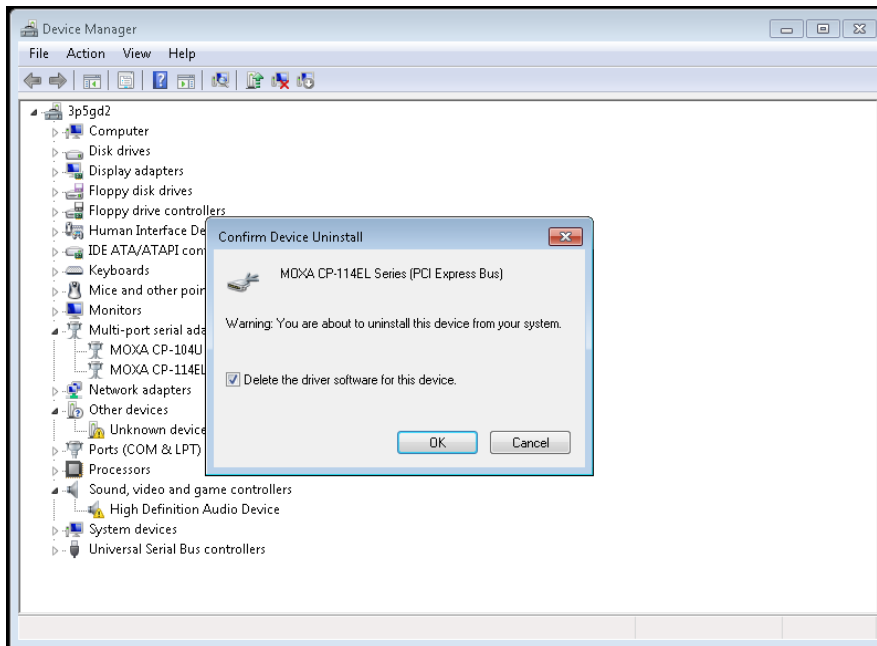 Device Manager
File Action View Help
3p5gd2
Computer
Disk drives
Display adapters
Floppy disk drives
Floppy drive controllers
Human Interface De
IDE ATA/ATAPI con
Keyboards
Mice and other poin
Monitors
Multi-port serial ada
MOXA CP-104U
MOXA CP-114EL
Network adapters
Other devices
Unknown device
Ports (COM & LPT)
Processors
Sound, video and game controllers
High Definition Audio Device
System devices
Universal Serial Bus controllers
Confirm Device Uninstall
MOXA CP-114EL Series (PCI Express Bus)
Warning: You are about to uninstall this device from your system.
Delete the driver software for this device.
OK Cancel